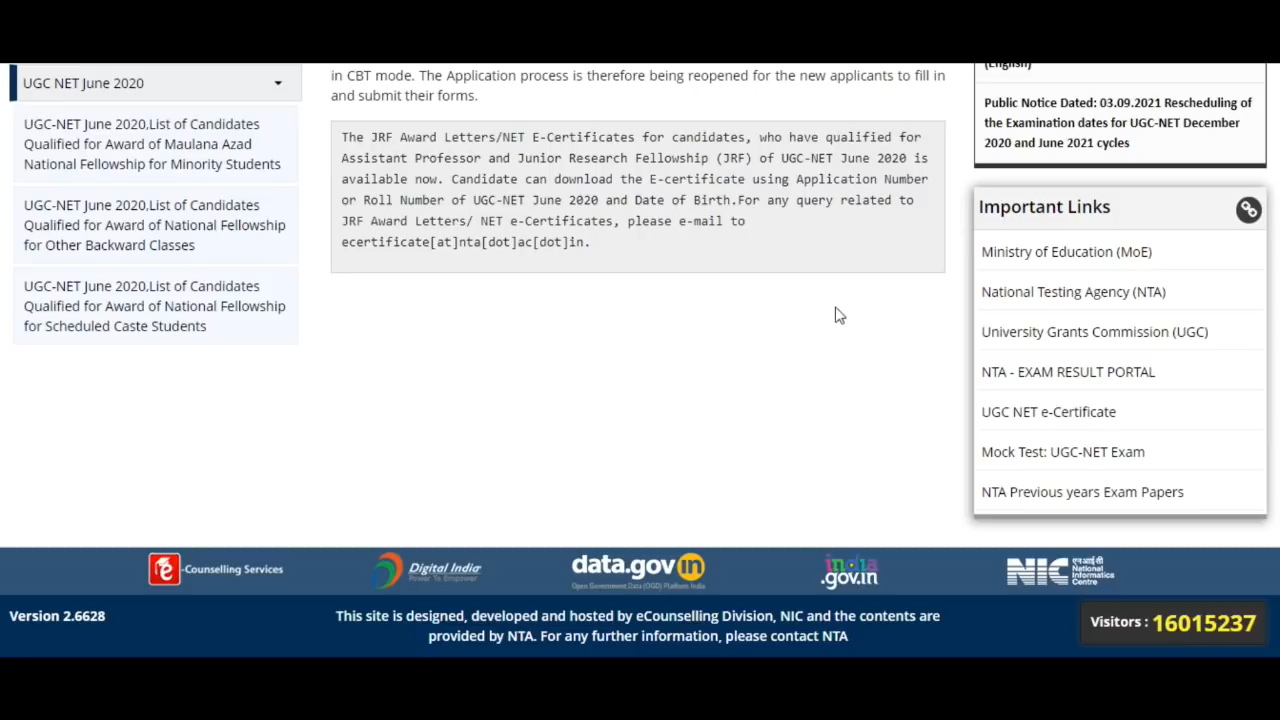 UGC NET June 2020
UGC-NET June 2020,List of Candidates
Qualified for Award of Maulana Azad
National Fellowship for Minority Students
UGC-NET June 2020,List of Candidates
Qualified for Award of National Fellowship
for Other Backward Classes
UGC-NET June 2020,List of Candidates
Qualified for Award of National Fellowship
for Scheduled Caste Students
in CBT mode. The Application process is therefore being reopened for the new applicants to fill in
and submit their forms.
The JRF Award Letters/NET E-Certificates for candidates, who have qualified for
Assistant Professor and Junior Research Fellowship (JRF) of UGC-NET June 2020 is
available now. Candidate can download the E-certificate using Application Number
or Roll Number of UGC-NET June 2020 and Date of Birth.For any query related to
JRF Award Letters/ NET e-Certificates, please e-mail to
ecertificate[at]nta[dot]ac[dot]in.
(English)
Public Notice Dated: 03.09.2021 Rescheduling of
the Examination dates for UGC-NET December
2020 and June 2021 cycles
Important Links
Ministry of Education (MoE)
National Testing Agency (NTA)
University Grants Commission (UGC)
NTA - EXAM RESULT PORTAL
UGC NET e-Certificate
Mock Test: UGC-NET Exam
NTA Previous years Exam Papers
e-Counselling Services
Digital India
Power To Empower
data.gov in
Open Government Data (OGD) Platform India
india
.gov.in
NIC
एन आई सी
National
Informatics
Centre
Version 2.6628
This site is designed, developed and hosted by eCounselling Division, NIC and the contents are
provided by NTA. For any further information, please contact NTA
Visitors : 16015237